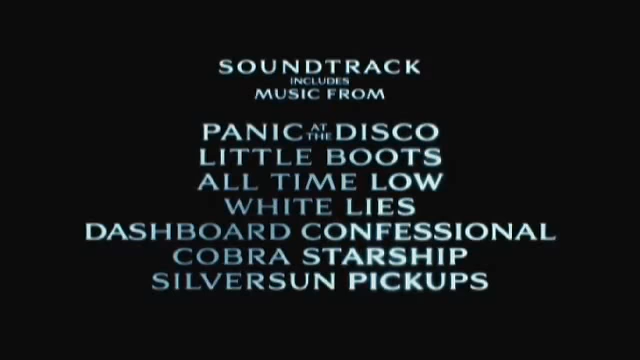 SOUNDTRACK
INCLUDES
MUSIC FROM
PANIC AT THE DISCO
LITTLE BOOTS
ALL TIME LOW
WHITE LIES
DASHBOARD CONFESSIONAL
COBRA STARSHIP
SILVERSUN PICKUPS